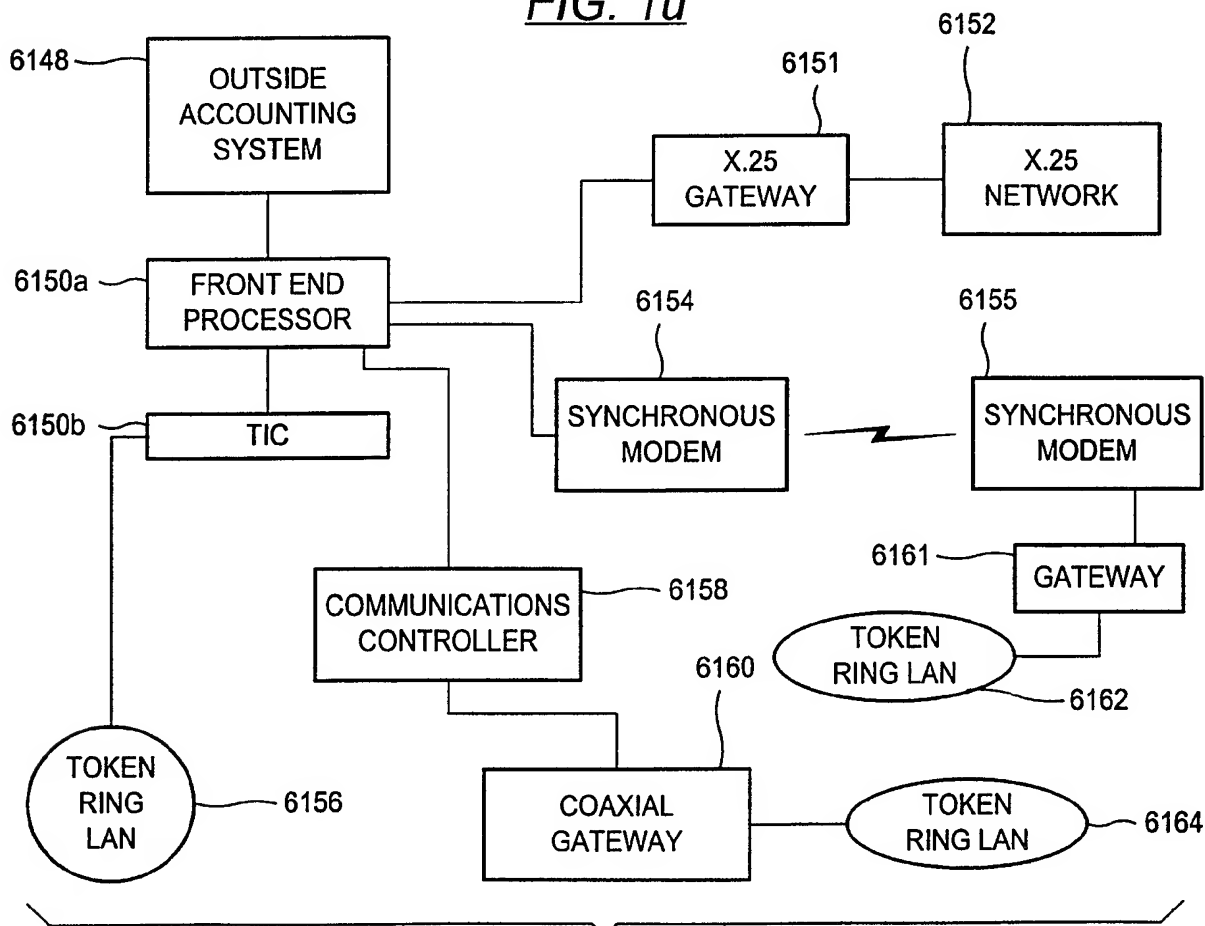 FIG. 1u
6148
OUTSIDE
ACCOUNTING
SYSTEM
6151
6152
X.25
GATEWAY
X.25
NETWORK
6150a
FRONT END
PROCESSOR
6154
6155
6150b
TIC
SYNCHRONOUS
MODEM
SYNCHRONOUS
MODEM
6161
GATEWAY
COMMUNICATIONS
CONTROLLER
6158
TOKEN
RING LAN
6162
6160
TOKEN
RING
LAN
6156
COAXIAL
GATEWAY
TOKEN
RING LAN
6164